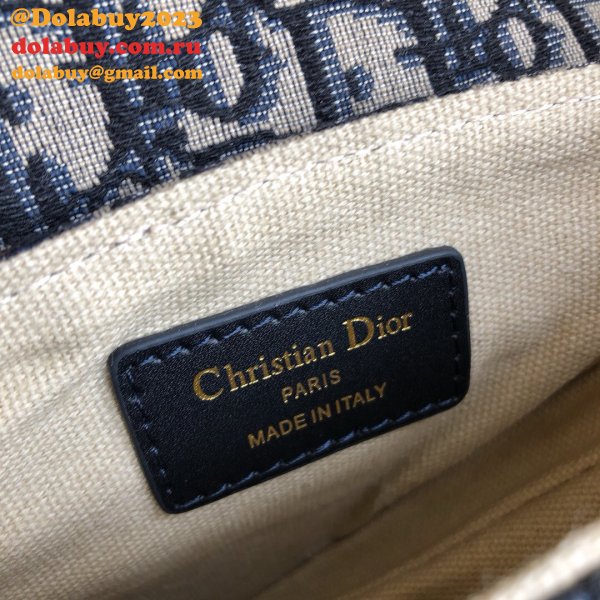 @Dolabuy2023
dolabuy.com.ru
dolabuy@gmail.com
Christian Dior
PARIS
MADE IN ITALY